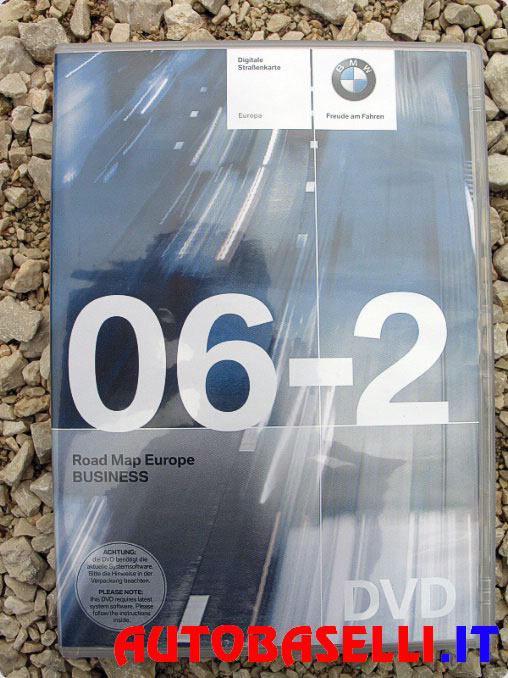 Digitale
Straßenkarte
Europa
BMW
Freude am Fahren
06-2
Road Map Europe
BUSINESS
ACHTUNG:
die DVD benötigt die
aktuelle Systemsoftware.
Bitte die Hinweise in der
Verpackung beachten.
PLEASE NOTE:
this DVD requires latest
system software. Please
follow the instructions
inside.
DVD
AUTOBASELLI.IT